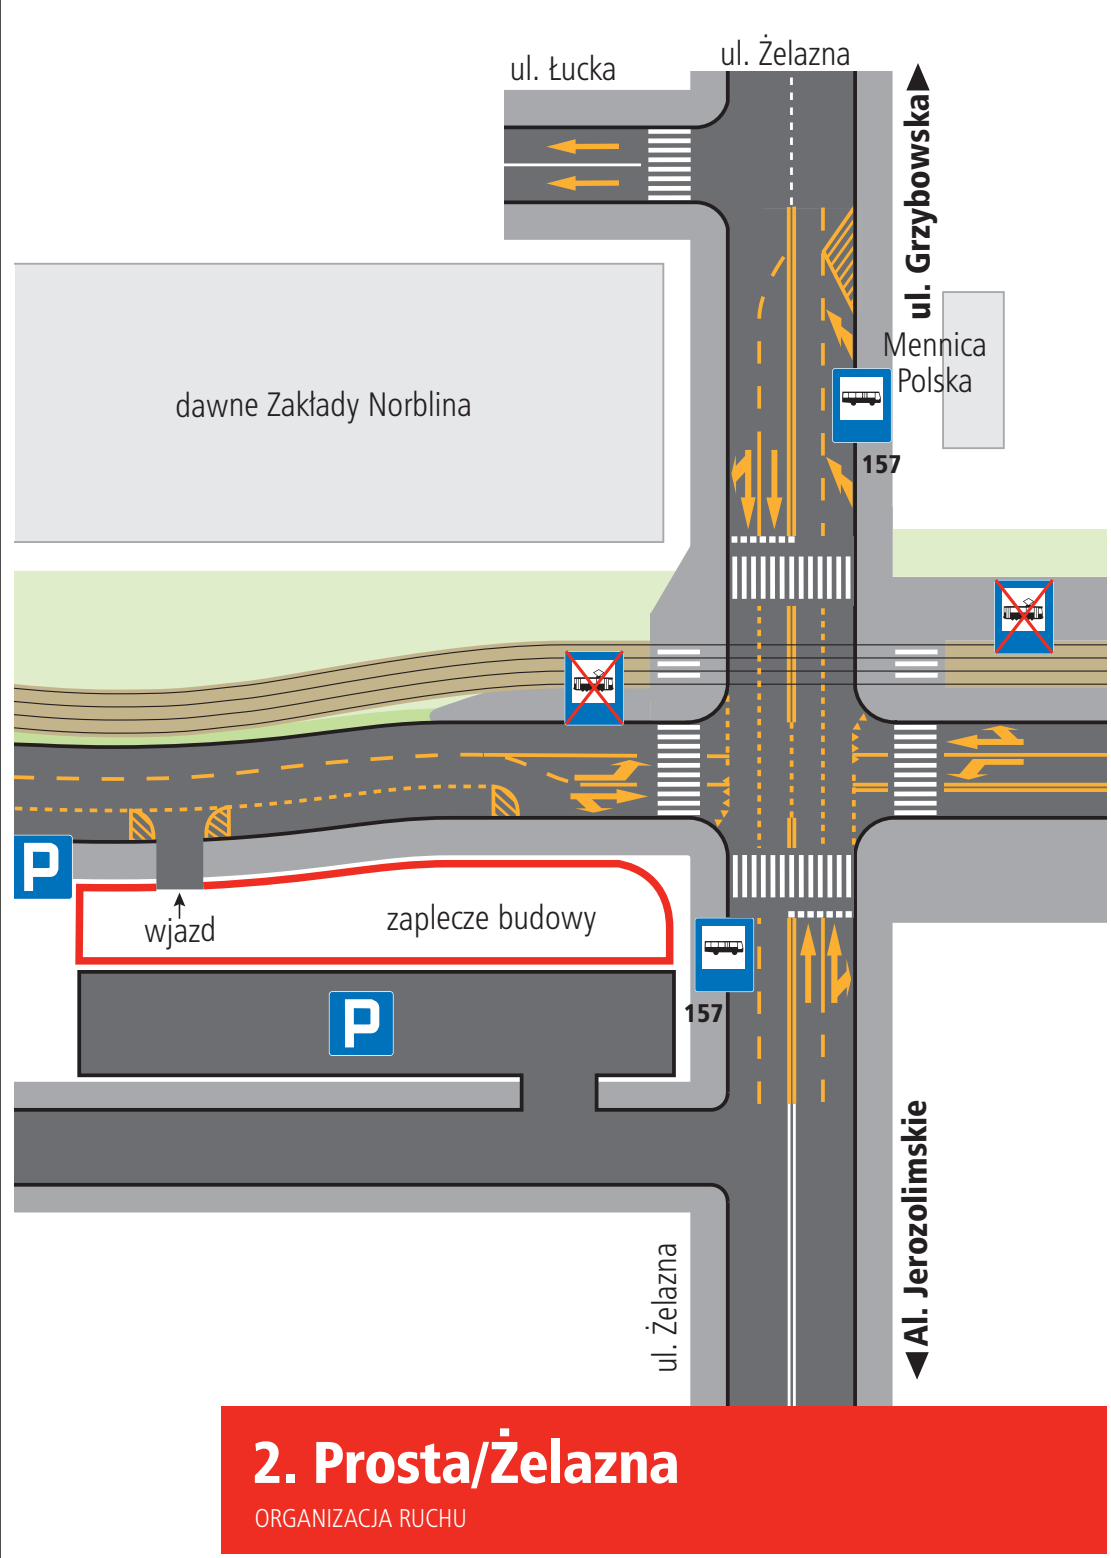 ul. Żelazna
ul. Łucka
ul. Grzybowska
Mennica
Polska
dawne Zakłady Norblina
157
P
wjazd
zaplecze budowy
P
157
Al. Jerozolimskie
ul. Żelazna
2. Prosta/Żelazna
ORGANIZACJA RUCHU